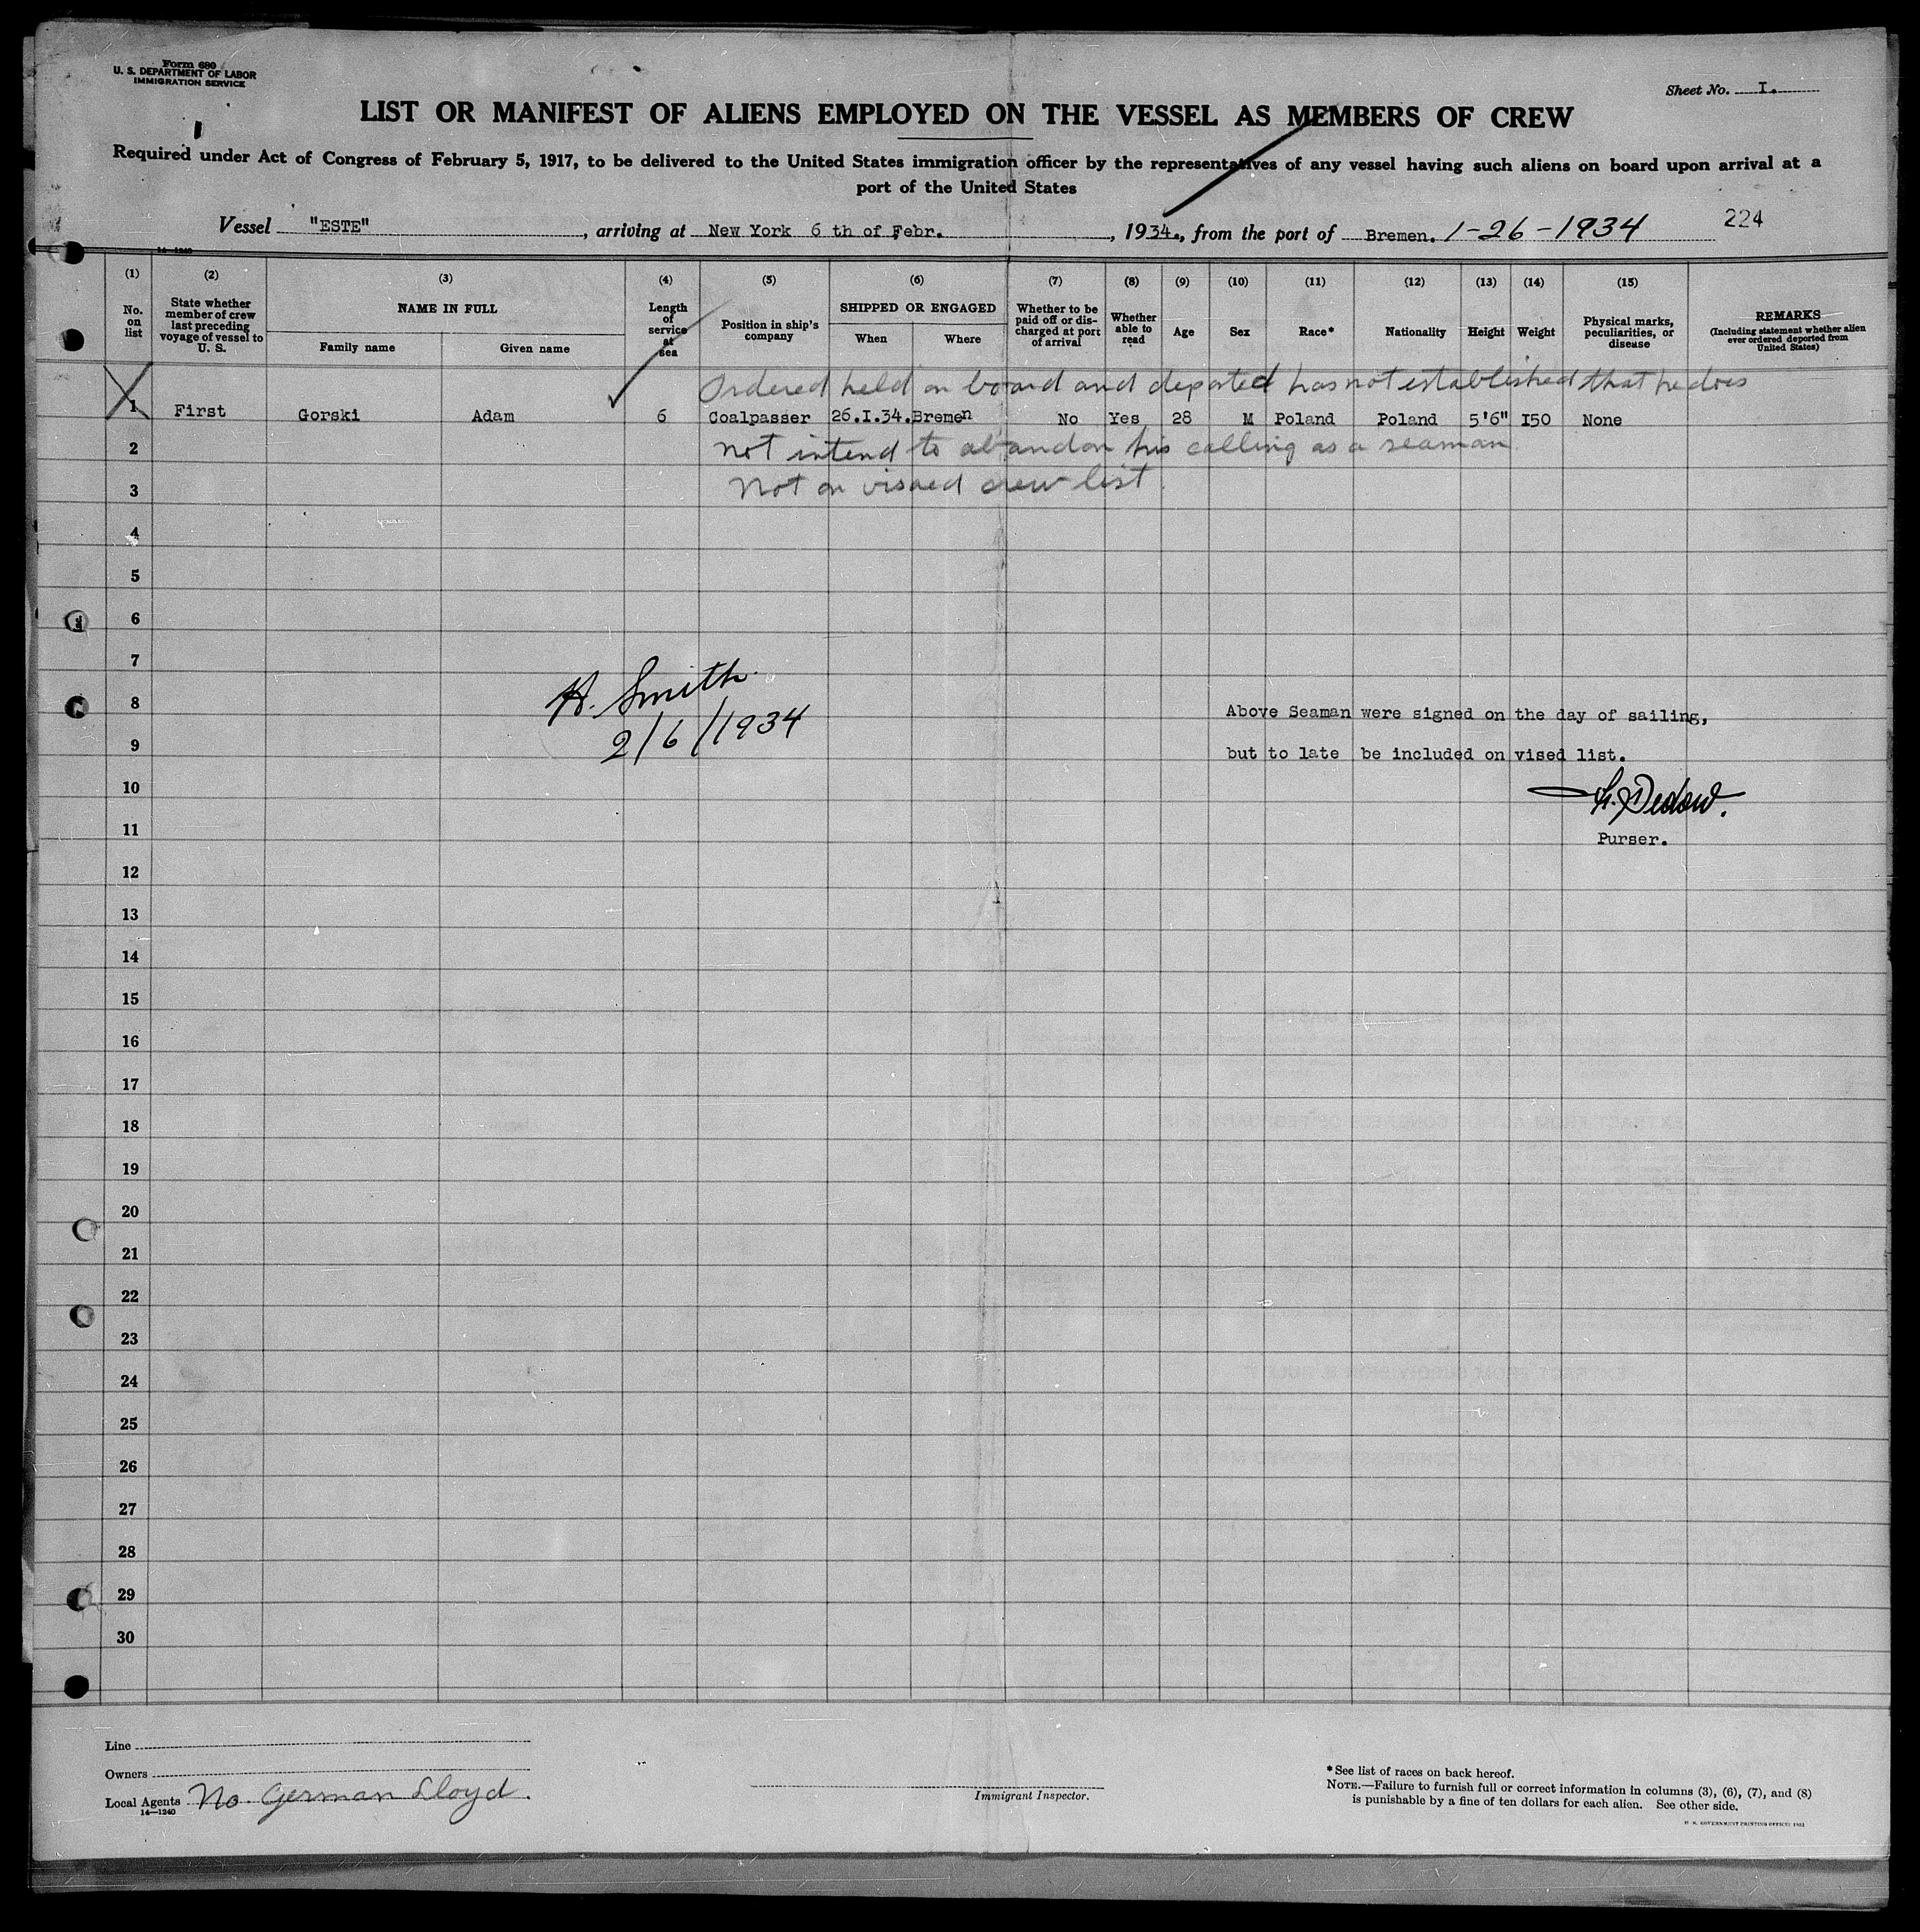 Form 680
U. S. DEPARTMENT OF LABOR
IMMIGRATION SERVICE
Sheet No. I.
LIST OR MANIFEST OF ALIENS EMPLOYED ON THE VESSEL AS MEMBERS OF CREW
Required under Act of Congress of February 5, 1917, to be delivered to the United States immigration officer by the representatives of any vessel having such aliens on board upon arrival at a
port of the United States
Vessel "ESTE", arriving at New York 6 th of Febr., 1934., from the port of Bremen. 1-26-1934 224
14-1240
(1) (2) (3) (4) (5) (6) (7) (8) (9) (10) (11) (12) (13) (14) (15)
No. on list
State whether member of crew last preceding voyage of vessel to U. S.
NAME IN FULL
Family name
Given name
Length of service at sea
Position in ship's company
SHIPPED OR ENGAGED
When
Where
Whether to be paid off or discharged at port of arrival
Whether able to read
Age
Sex
Race*
Nationality
Height
Weight
Physical marks, peculiarities, or disease
REMARKS
(Including statement whether alien ever ordered deported from United States)
Ordered held on board and deported has not established that he does
1 First Gorski Adam 6 Coalpasser 26.I.34. Bremen No Yes 28 M Poland Poland 5'6" I50 None
2 not intend to abandon his calling as a seaman
3 Not on visaed crew list.
4
5
6
7
H. Smith
8
Above Seaman were signed on the day of sailing,
2/6/1934
9
but to late be included on vised list.
10
11
Purser.
12
13
14
15
16
17
18
19
20
21
22
23
24
25
26
27
28
29
30
Line
Owners
Local Agents No. German Lloyd.
14-1240
Immigrant Inspector.
*See list of races on back hereof.
NOTE.—Failure to furnish full or correct information in columns (3), (6), (7), and (8)
is punishable by a fine of ten dollars for each alien. See other side.